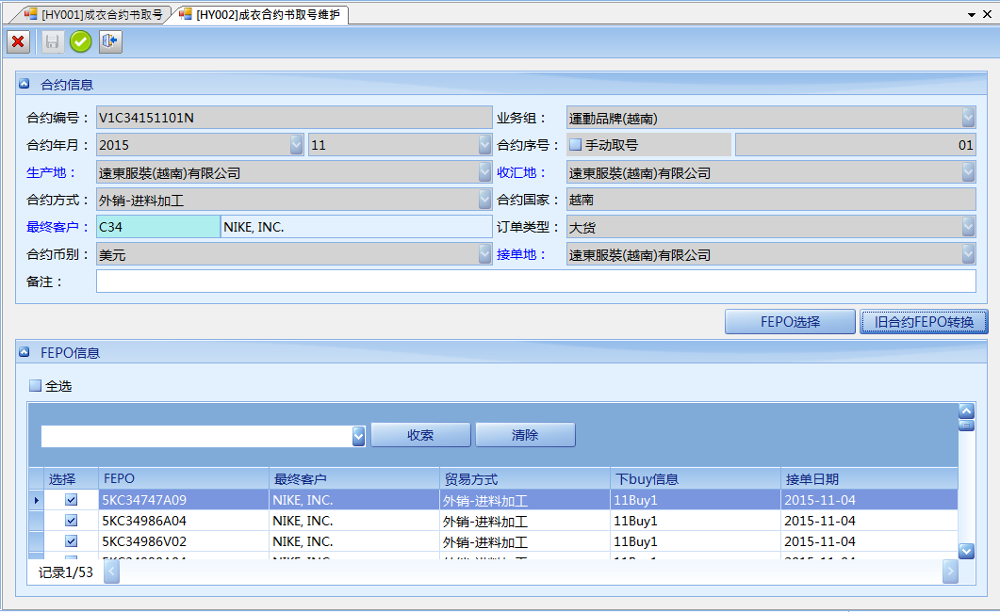 [HY001]成衣合约书取号 [HY002]成衣合约书取号维护
合约信息
合约编号： V1C34151101N 业务组： 運動品牌(越南)
合约年月： 2015 11 合约序号： 手动取号 01
生产地： 遠東服裝(越南)有限公司 收汇地： 遠東服裝(越南)有限公司
合约方式： 外销-进料加工 合约国家： 越南
最终客户： C34 NIKE, INC. 订单类型： 大货
合约币别： 美元 接单地： 遠東服裝(越南)有限公司
备注：
FEPO选择 旧合约FEPO转换
FEPO信息
全选
收索 清除
选择 FEPO 最终客户 贸易方式 下buy信息 接单日期
5KC34747A09 NIKE, INC. 外销-进料加工 11Buy1 2015-11-04
5KC34986A04 NIKE, INC. 外销-进料加工 11Buy1 2015-11-04
5KC34986V02 NIKE, INC. 外销-进料加工 11Buy1 2015-11-04
记录1/53